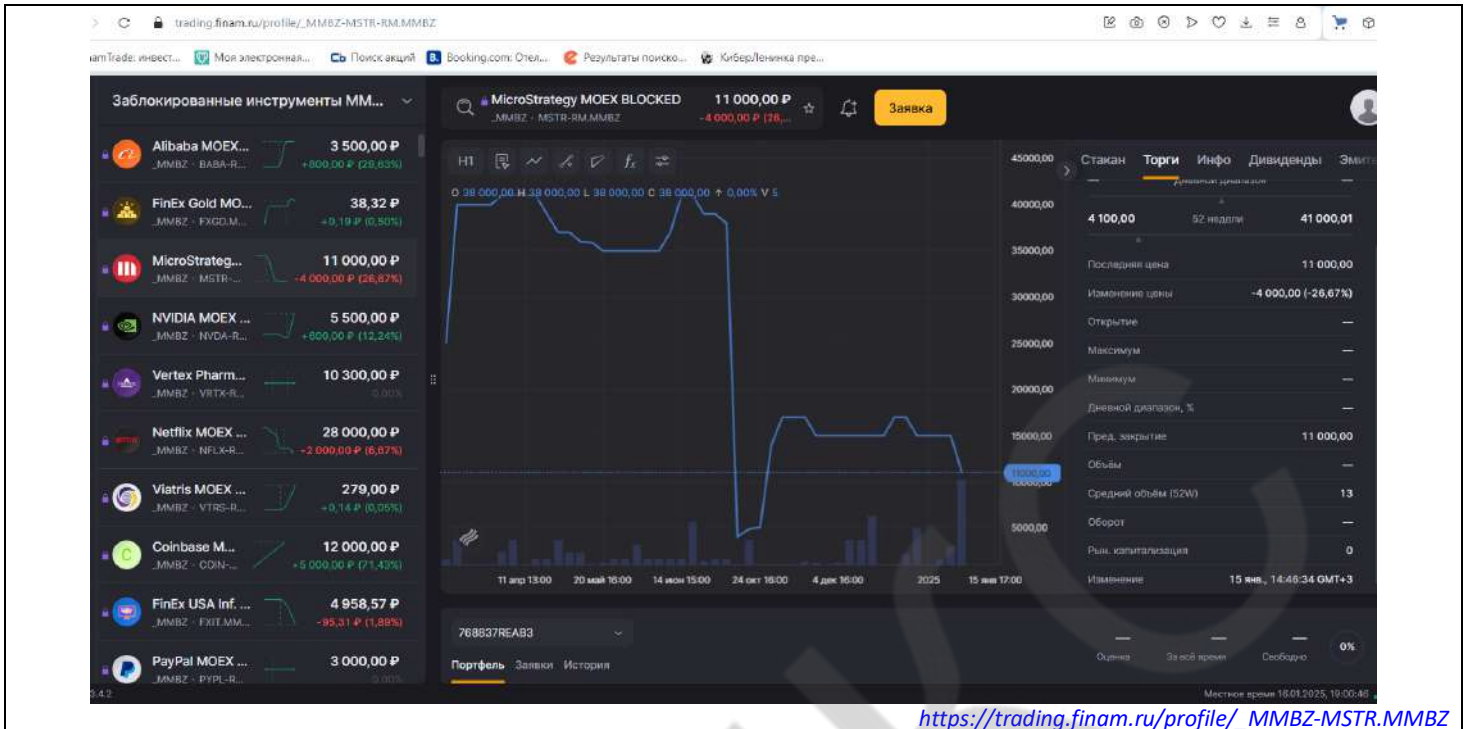 trading.finam.ru/profile/_MMBZ-MSTR-RM.MMBZ
amTrade: инвест... Моя электронная... Поиск акций Booking.com: Отел... Результаты поиско... КиберЛенинка пре...
Заблокированные инструменты MM...
Alibaba MOEX... 3 500,00 ₽
_MMBZ · BABA-R... +800,00 ₽ (29,63%)
FinEx Gold MO... 38,32 ₽
_MMBZ · FXGD.M... +0,19 ₽ (0,50%)
MicroStrateg... 11 000,00 ₽
_MMBZ · MSTR-... -4 000,00 ₽ (26,67%)
NVIDIA MOEX ... 5 500,00 ₽
_MMBZ · NVDA-R... +600,00 ₽ (12,24%)
Vertex Pharm... 10 300,00 ₽
_MMBZ · VRTX-R... 0,00%
Netflix MOEX ... 28 000,00 ₽
_MMBZ · NFLX-R... -2 000,00 ₽ (6,67%)
Viatris MOEX ... 279,00 ₽
_MMBZ · VTRS-R... +0,14 ₽ (0,05%)
Coinbase M... 12 000,00 ₽
_MMBZ · COIN-... +5 000,00 ₽ (71,43%)
FinEx USA Inf. ... 4 958,57 ₽
_MMBZ · FXIT.MM... -95,31 ₽ (1,89%)
PayPal MOEX ... 3 000,00 ₽
_MMBZ · PYPL-R... 0,00%
3.4.2
MicroStrategy MOEX BLOCKED 11 000,00 ₽
_MMBZ · MSTR-RM.MMBZ -4 000,00 ₽ (26,...
Заявка
H1
O 38 000,00 H 38 000,00 L 38 000,00 C 38 000,00 0,00% V 5
45000,00
40000,00
35000,00
30000,00
25000,00
20000,00
15000,00
11000,00
10000,00
5000,00
11 апр 13:00 20 май 16:00 14 июн 15:00 24 окт 16:00 4 дек 16:00 2025 15 янв 17:00
Стакан Торги Инфо Дивиденды Эмит
— Дневной диапазон —
4 100,00 52 недели 41 000,01
Последняя цена 11 000,00
Изменение цены -4 000,00 (-26,67%)
Открытие —
Максимум —
Минимум —
Дневной диапазон, % —
Пред. закрытие 11 000,00
Объём —
Средний объём (52W) 13
Оборот —
Рын. капитализация 0
Изменение 15 янв., 14:46:34 GMT+3
768837REAB3
Портфель Заявки История
— — —
Оценка За всё время Свободно 0%
Местное время 16.01.2025, 19:00:46
https://trading.finam.ru/profile/_MMBZ-MSTR.MMBZ